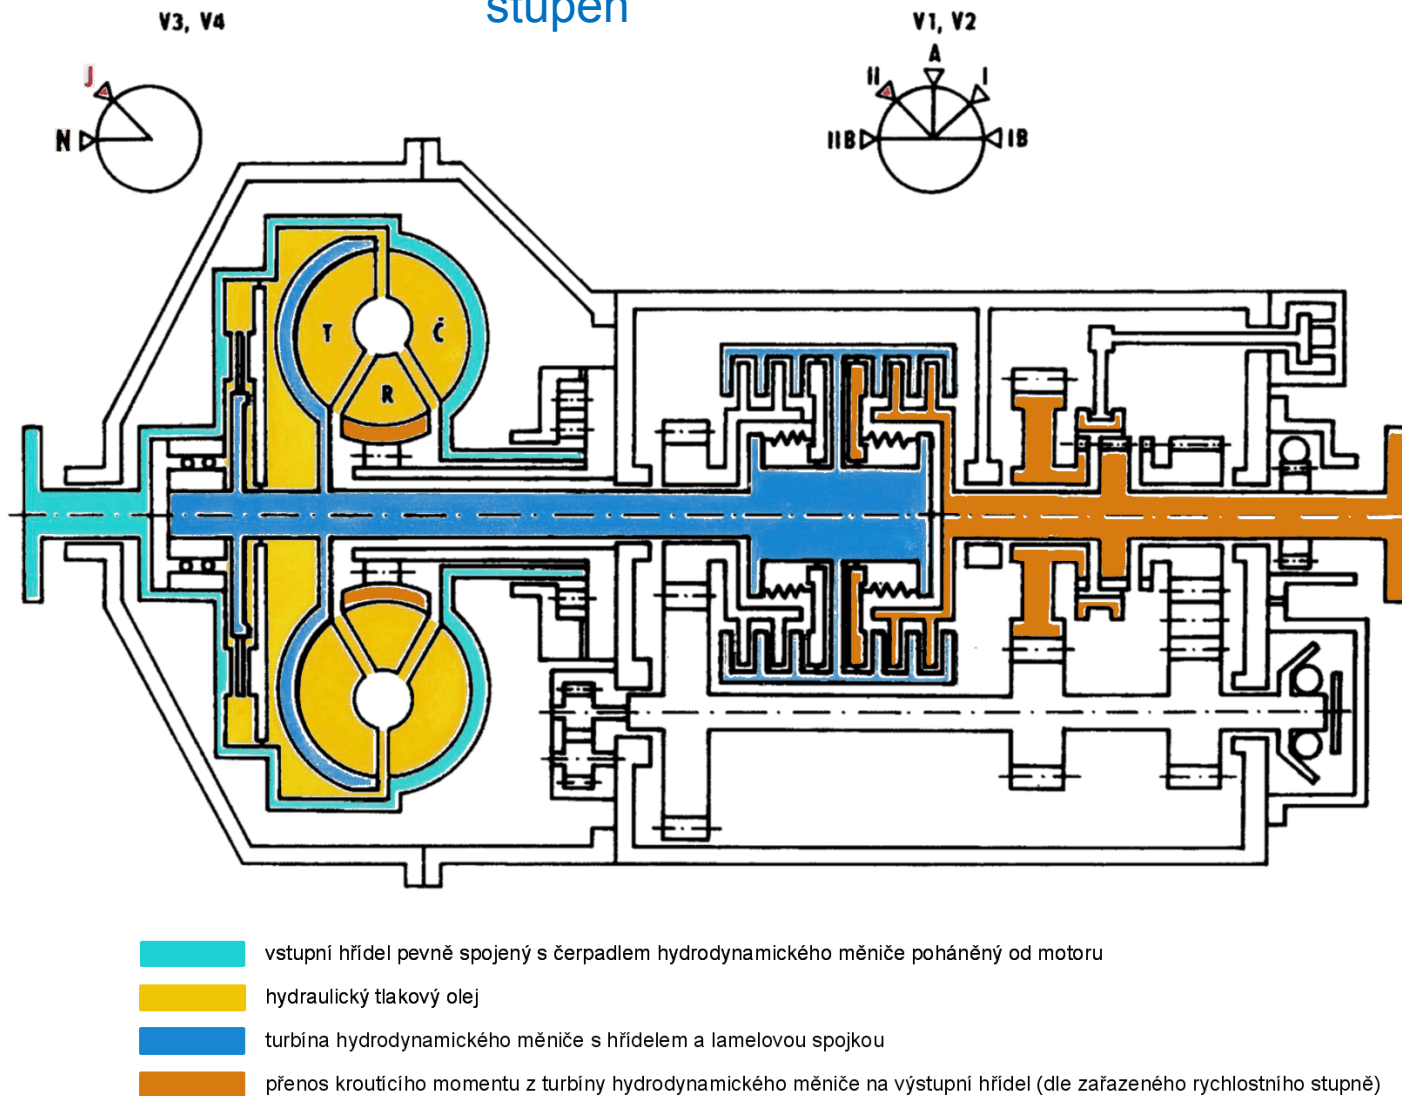 stupeň
V3, V4
V1, V2
J
N
A
II
I
IIB
IB
T
Č
R
vstupní hřídel pevně spojený s čerpadlem hydrodynamického měniče poháněný od motoru
hydraulický tlakový olej
turbína hydrodynamického měniče s hřídelem a lamelovou spojkou
přenos krouticího momentu z turbíny hydrodynamického měniče na výstupní hřídel (dle zařazeného rychlostního stupně)